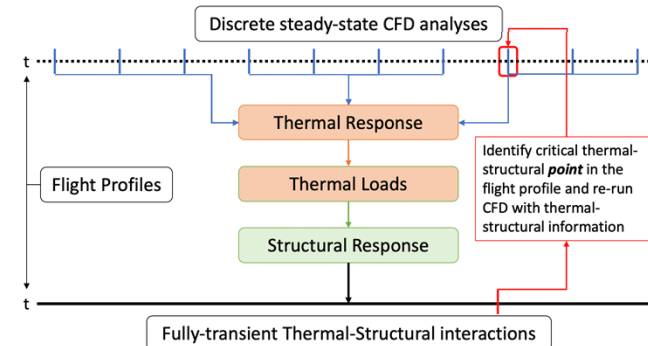 Discrete steady-state CFD analyses
t
Thermal Response
Identify critical thermal-
structural point in the
flight profile and re-run
CFD with thermal-
structural information
Flight Profiles
Thermal Loads
Structural Response
t
Fully-transient Thermal-Structural interactions